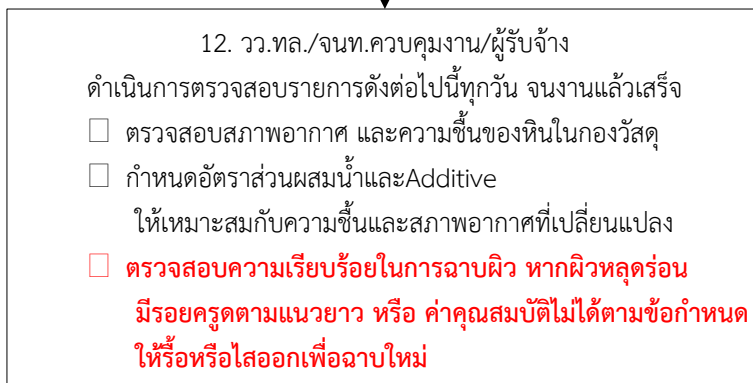 12. วว.ทล./จนท.ควบคุมงาน/ผู้รับจ้าง
ดำเนินการตรวจสอบรายการดังต่อไปนี้ทุกวัน จนงานแล้วเสร็จ
☐ ตรวจสอบสภาพอากาศ และความชื้นของหินในกองวัสดุ
☐ กำหนดอัตราส่วนผสมน้ำและAdditive
ให้เหมาะสมกับความชื้นและสภาพอากาศที่เปลี่ยนแปลง
☐ ตรวจสอบความเรียบร้อยในการฉาบผิว หากผิวหลุดร่อน
มีรอยครูดตามแนวยาว หรือ ค่าคุณสมบัติไม่ได้ตามข้อกำหนด
ให้รื้อหรือไสออกเพื่อฉาบใหม่